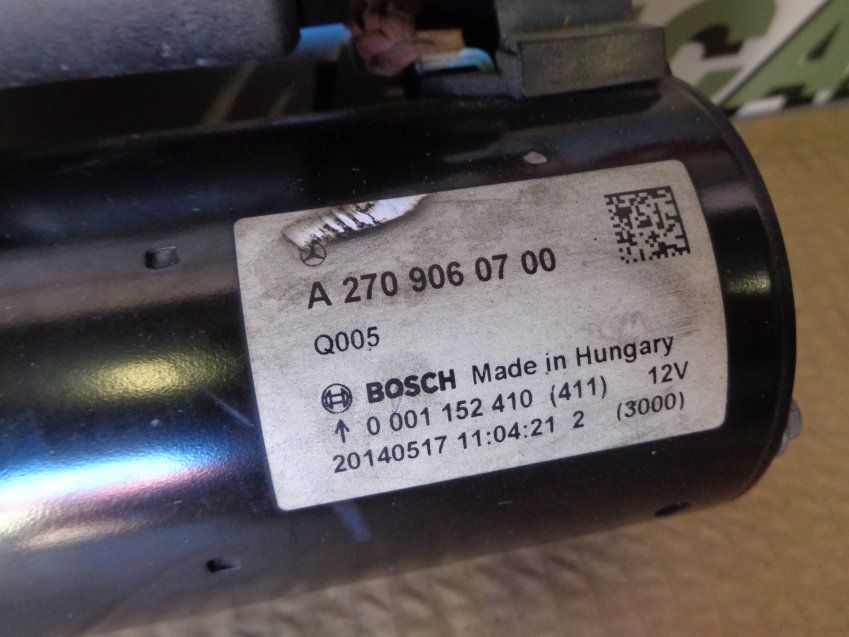 CA
A 270 906 07 00
Q005
BOSCH Made in Hungary
0 001 152 410 (411) 12V
20140517 11:04:21 2 (3000)